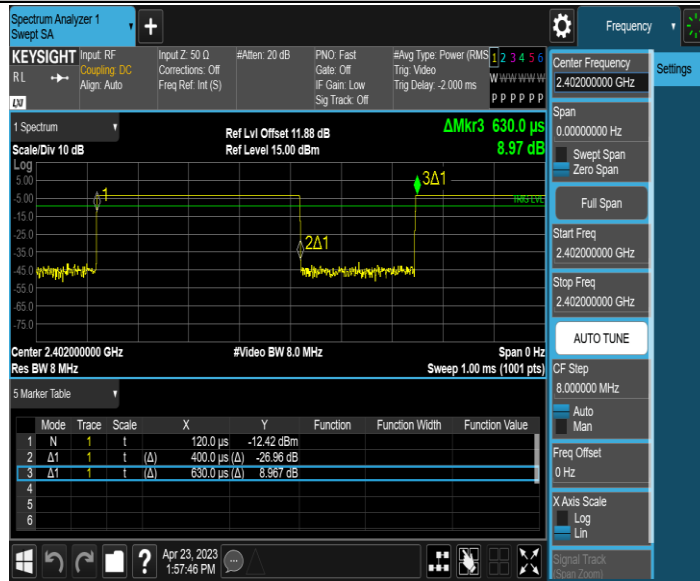 Spectrum Analyzer 1
Swept SA
Frequency
KEYSIGHT
RL
LXI
Input: RF
Coupling: DC
Align: Auto
Input Z: 50 Ω
Corrections: Off
Freq Ref: Int (S)
#Atten: 20 dB
PNO: Fast
Gate: Off
IF Gain: Low
Sig Track: Off
#Avg Type: Power (RMS
Trig: Video
Trig Delay: -2.000 ms
1 2 3 4 5 6
W W W W W W
P P P P P P
1 Spectrum
Scale/Div 10 dB
Ref Lvl Offset 11.88 dB
Ref Level 15.00 dBm
ΔMkr3 630.0 µs
8.97 dB
Log
5.00
-5.00
-15.0
-25.0
-35.0
-45.0
-55.0
-65.0
-75.0
1
2Δ1
3Δ1
TRIG LVL
Center 2.402000000 GHz
Res BW 8 MHz
#Video BW 8.0 MHz
Span 0 Hz
Sweep 1.00 ms (1001 pts)
5 Marker Table
Mode Trace Scale X Y Function Function Width Function Value
1 N 1 t 120.0 µs -12.42 dBm
2 Δ1 1 t (Δ) 400.0 µs (Δ) -26.96 dB
3 Δ1 1 t (Δ) 630.0 µs (Δ) 8.967 dB
4
5
6
Apr 23, 2023
1:57:46 PM
Center Frequency
2.402000000 GHz
Settings
Span
0.00000000 Hz
Swept Span
Zero Span
Full Span
Start Freq
2.402000000 GHz
Stop Freq
2.402000000 GHz
AUTO TUNE
CF Step
8.000000 MHz
Auto
Man
Freq Offset
0 Hz
X Axis Scale
Log
Lin
Signal Track
(Span Zoom)